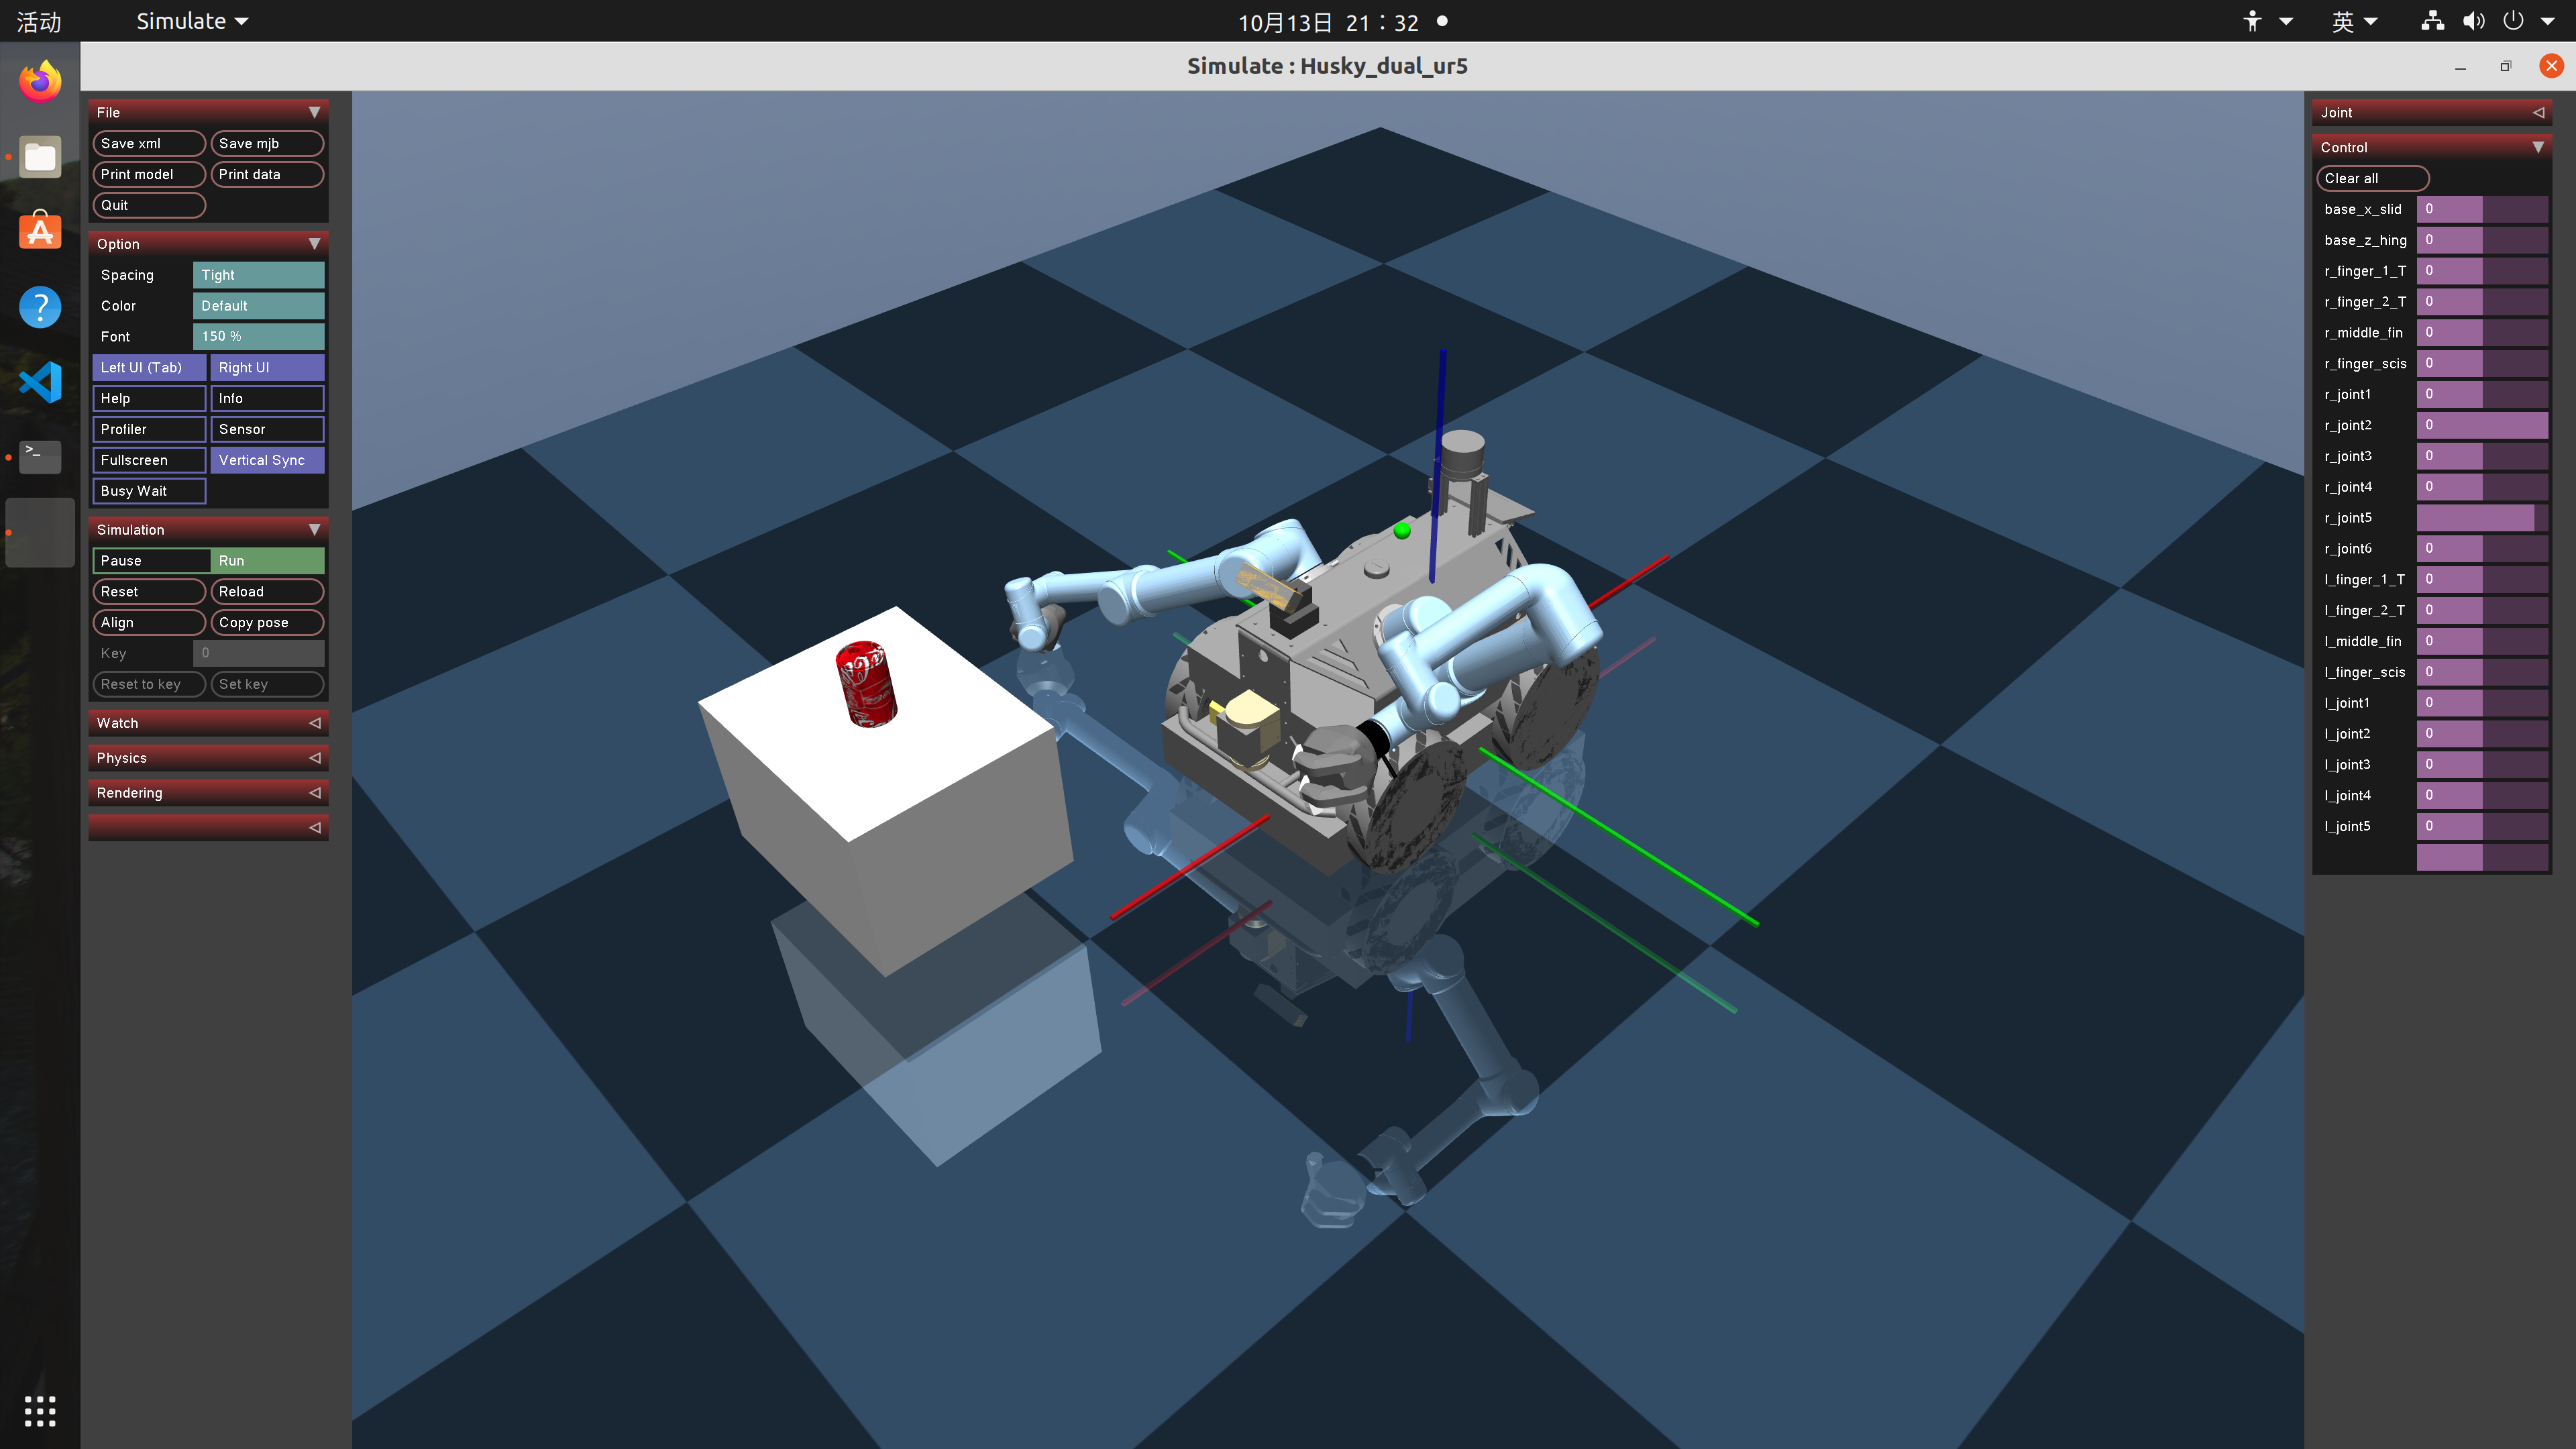 活动 Simulate 10月13日 21：32 英
Simulate : Husky_dual_ur5
File
Save xml Save mjb
Print model Print data
Quit
Option
Spacing Tight
Color Default
Font 150 %
Left UI (Tab) Right UI
Help Info
Profiler Sensor
Fullscreen Vertical Sync
Busy Wait
Simulation
Pause Run
Reset Reload
Align Copy pose
Key 0
Reset to key Set key
Watch
Physics
Rendering
Joint
Control
Clear all
base_x_slid 0
base_z_hing 0
r_finger_1_T 0
r_finger_2_T 0
r_middle_fin 0
r_finger_scis 0
r_joint1 0
r_joint2 0
r_joint3 0
r_joint4 0
r_joint5
r_joint6 0
l_finger_1_T 0
l_finger_2_T 0
l_middle_fin 0
l_finger_scis 0
l_joint1 0
l_joint2 0
l_joint3 0
l_joint4 0
l_joint5 0